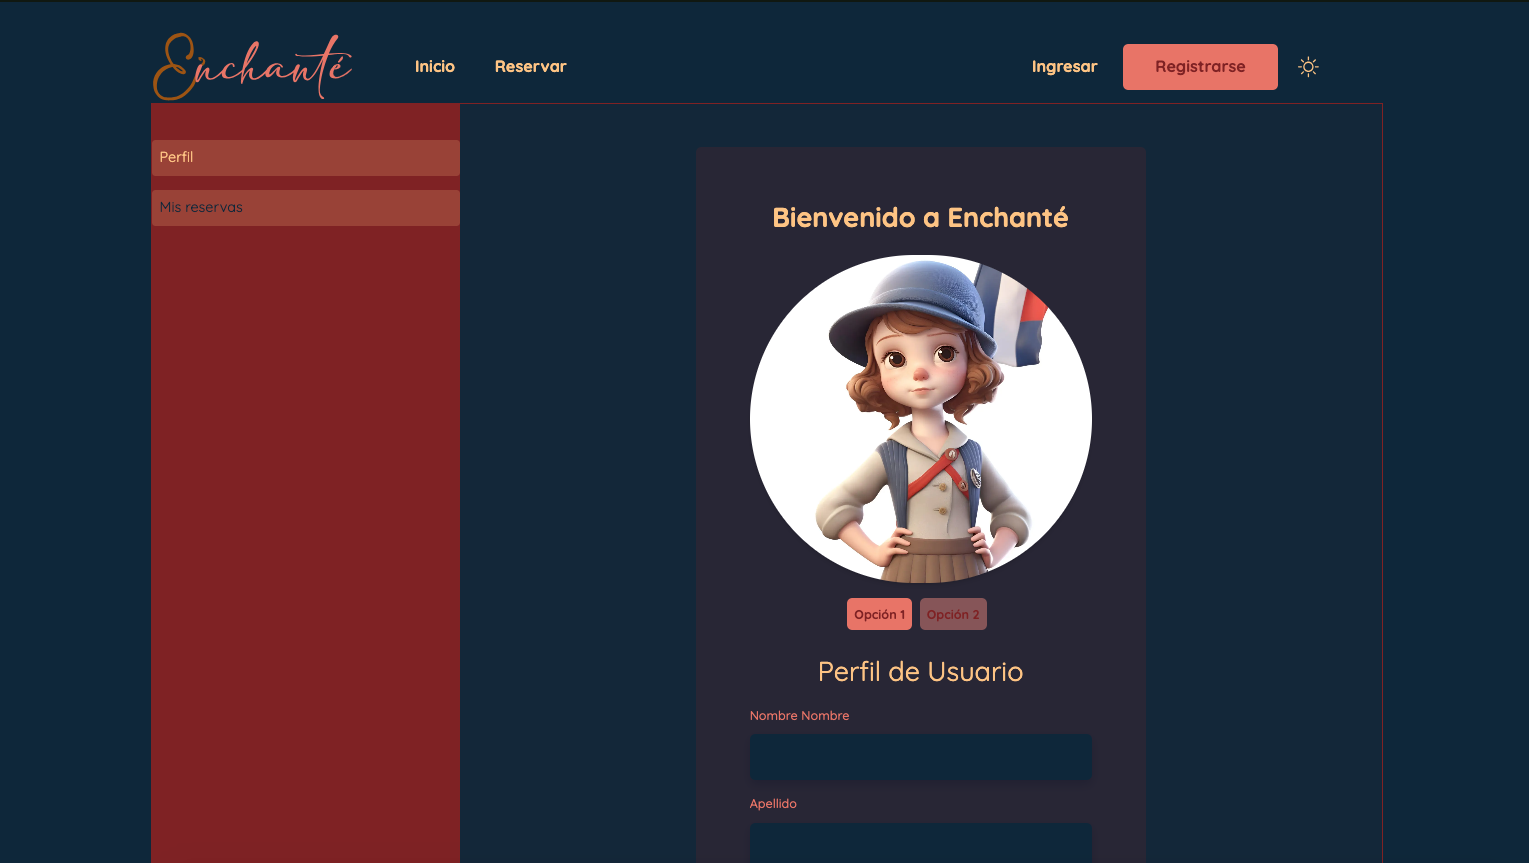 Enchanté
Inicio
Reservar
Ingresar
Registrarse
Perfil
Mis reservas
Bienvenido a Enchanté
Opción 1
Opción 2
Perfil de Usuario
Nombre Nombre
Apellido